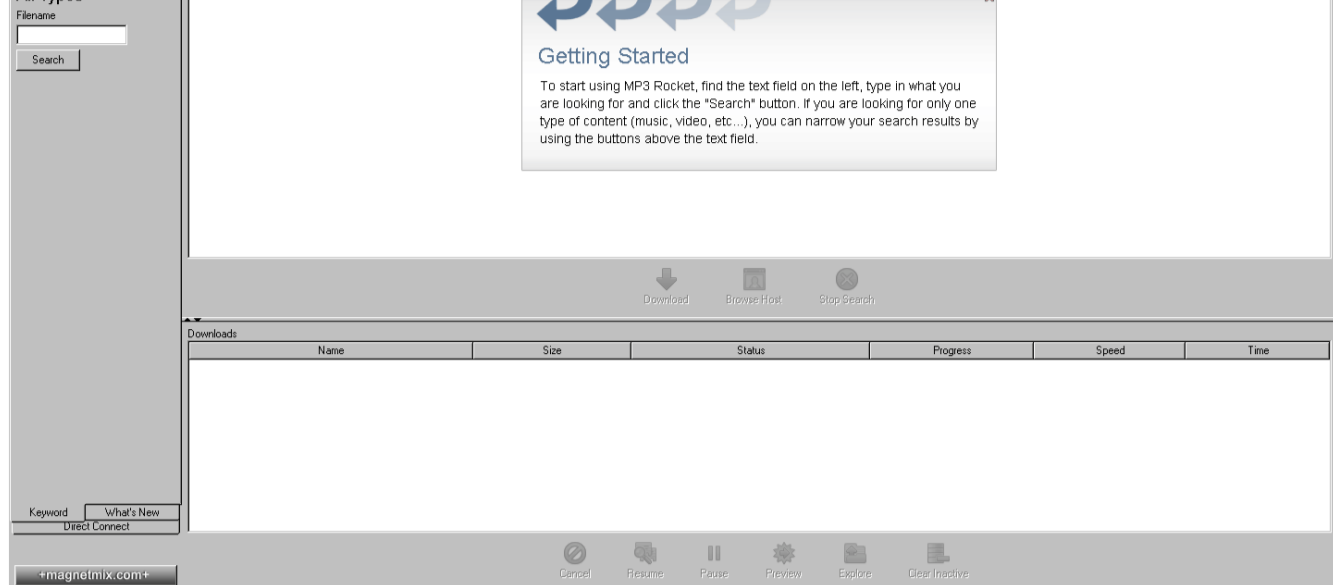 Filename
Search
Getting Started
To start using MP3 Rocket, find the text field on the left, type in what you
are looking for and click the "Search" button. If you are looking for only one
type of content (music, video, etc...), you can narrow your search results by
using the buttons above the text field.
Download Browse Host Stop Search
Downloads
Name Size Status Progress Speed Time
Keyword What's New
Direct Connect
Cancel Resume Pause Preview Explore Clear Inactive
+magnetmix.com+